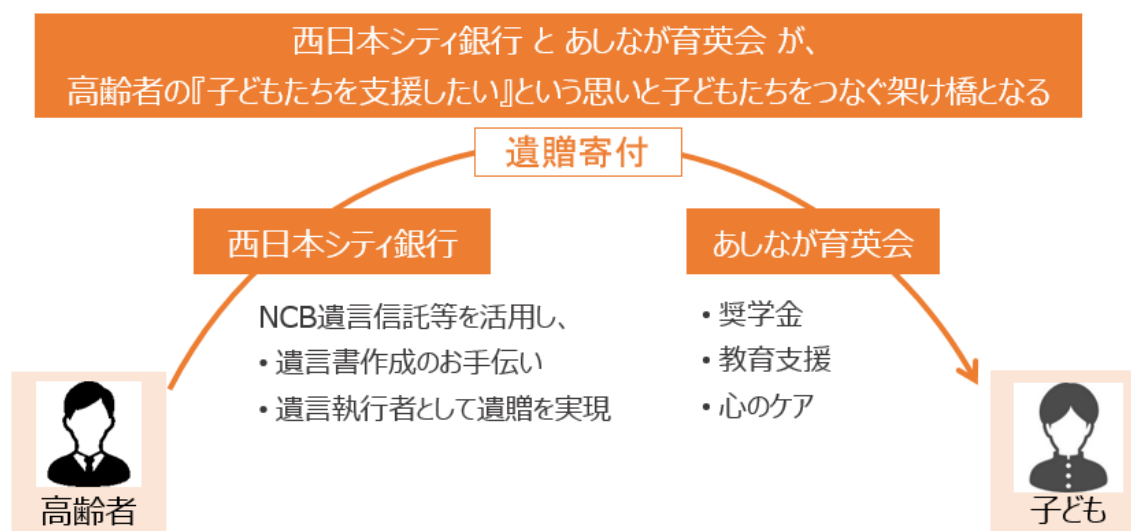 西日本シティ銀行 と あしなが育英会 が、
高齢者の『子どもたちを支援したい』という思いと子どもたちをつなぐ架け橋となる
遺贈寄付
西日本シティ銀行
NCB遺言信託等を活用し、
・遺言書作成のお手伝い
・遺言執行者として遺贈を実現
あしなが育英会
・奨学金
・教育支援
・心のケア
高齢者
子ども